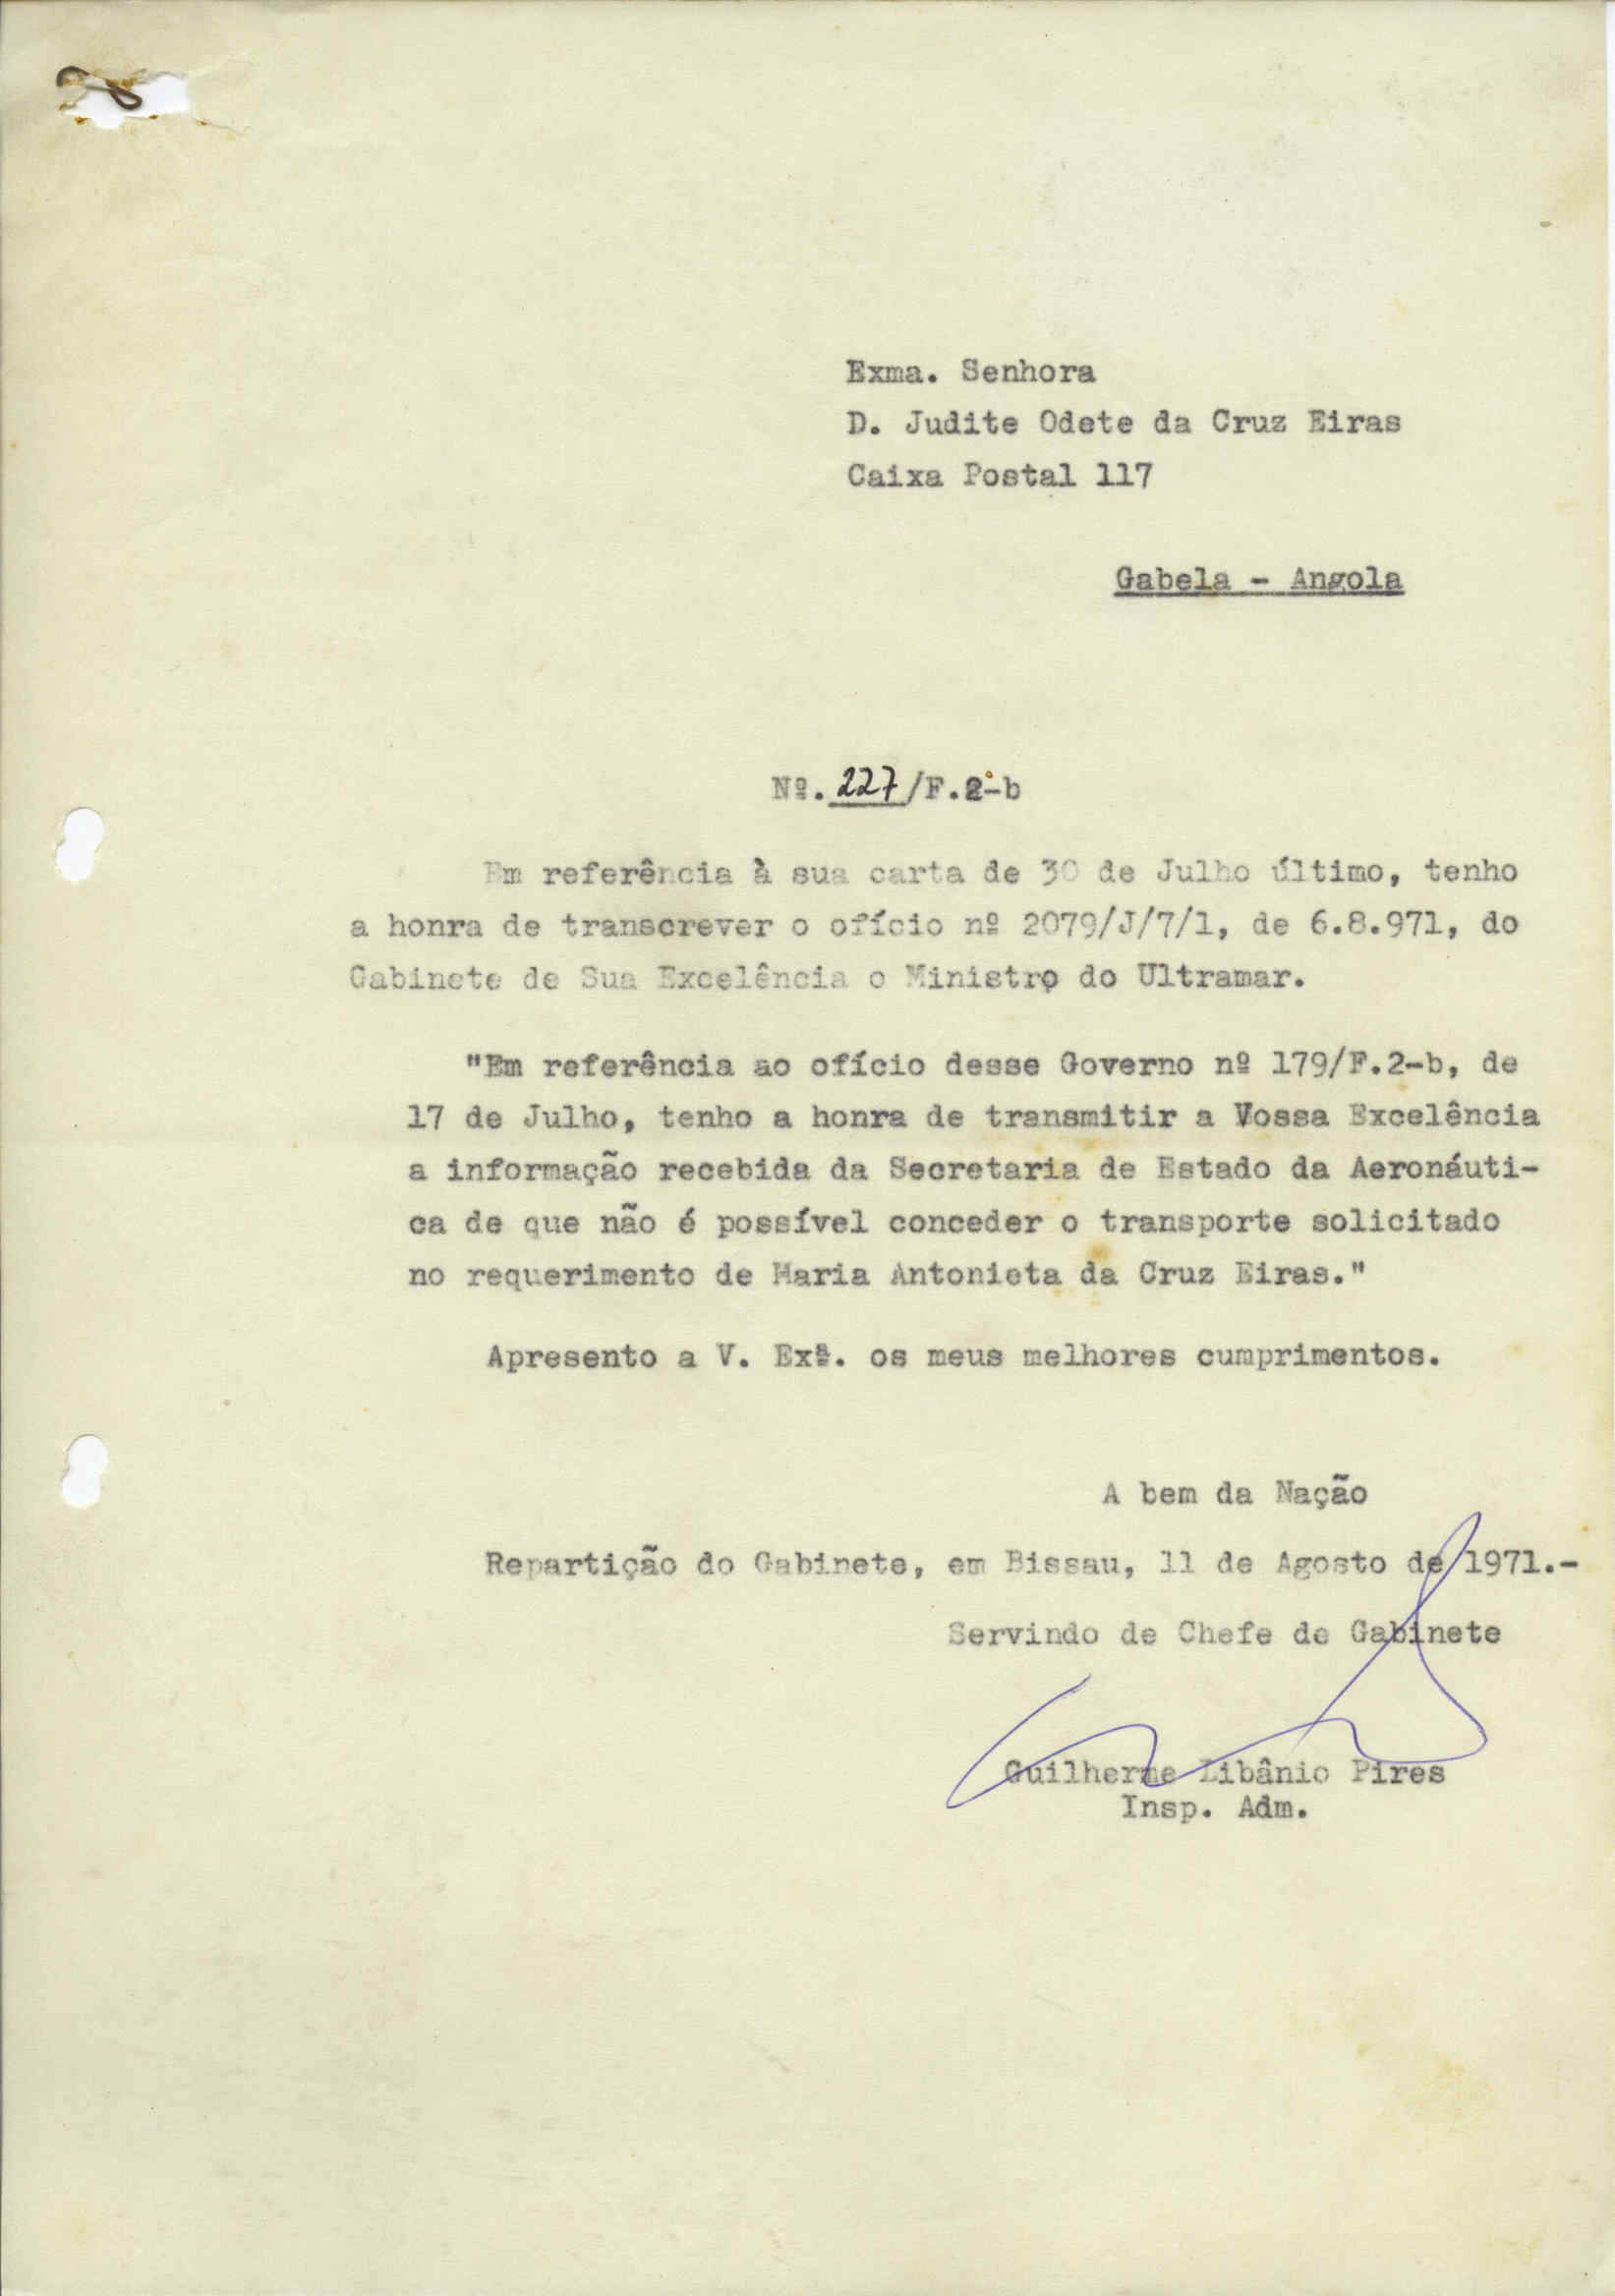 Exma. Senhora
D. Judite Odete da Cruz Eiras
Caixa Postal 117
Gabela - Angola
Nº. 227/F.2-b
Em referência à sua carta de 30 de Julho último, tenho
a honra de transcrever o ofício nº 2079/J/7/1, de 6.8.971, do
Gabinete de Sua Excelência o Ministro do Ultramar.
"Em referência ao ofício desse Governo nº 179/F.2-b, de
17 de Julho, tenho a honra de transmitir a Vossa Excelência
a informação recebida da Secretaria de Estado da Aeronáuti-
ca de que não é possível conceder o transporte solicitado
no requerimento de Maria Antonieta da Cruz Eiras."
Apresento a V. Exª. os meus melhores cumprimentos.
A bem da Nação
Repartição do Gabinete, em Bissau, 11 de Agosto de 1971.-
Servindo de Chefe de Gabinete
Guilherme Libânio Pires
Insp. Adm.